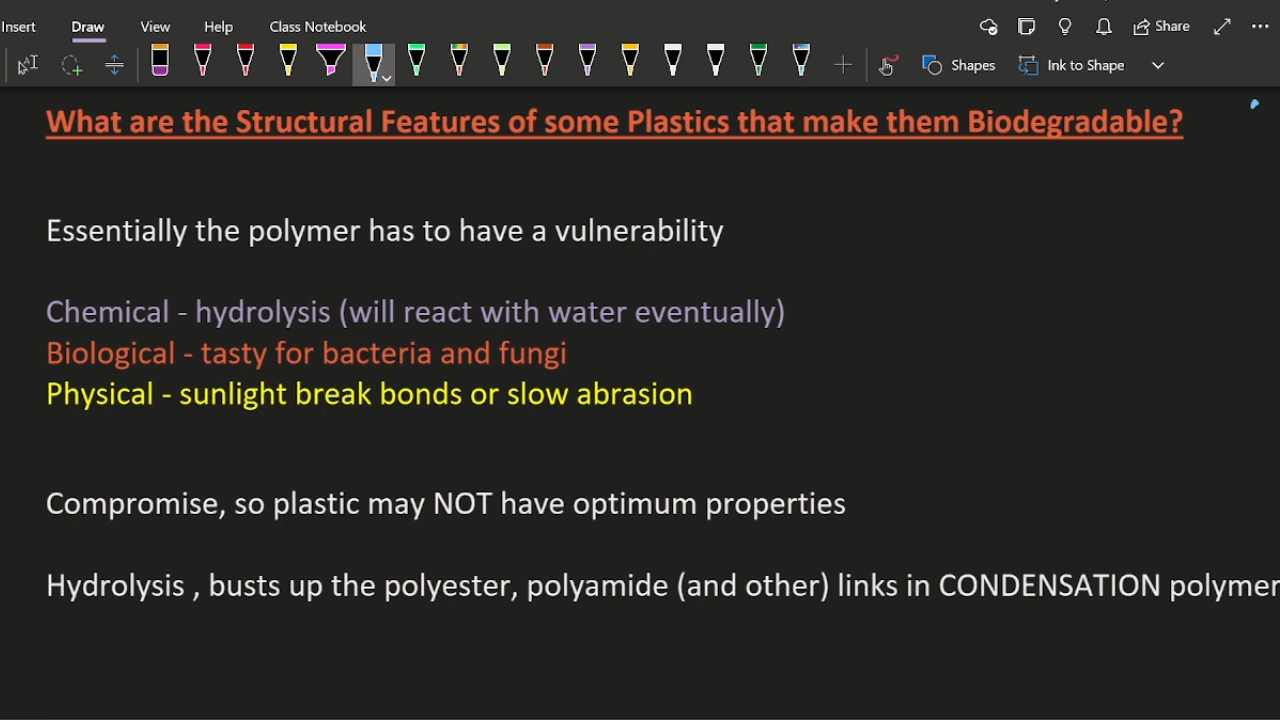 Insert Draw View Help Class Notebook Share
Shapes Ink to Shape
What are the Structural Features of some Plastics that make them Biodegradable?
Essentially the polymer has to have a vulnerability
Chemical - hydrolysis (will react with water eventually)
Biological - tasty for bacteria and fungi
Physical - sunlight break bonds or slow abrasion
Compromise, so plastic may NOT have optimum properties
Hydrolysis , busts up the polyester, polyamide (and other) links in CONDENSATION polymer